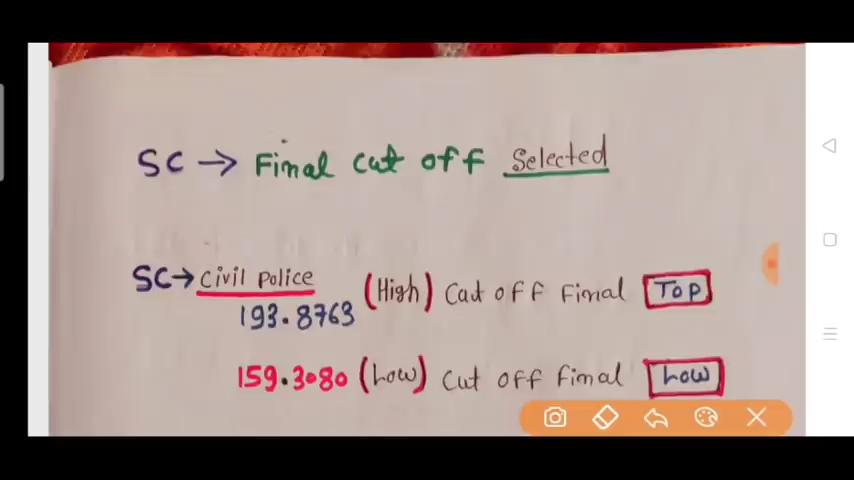 SC → Final cut off Selected
SC → Civil Police
(High) Cut off Final Top
193.8763
159.3080 (Low) Cut off Final Low